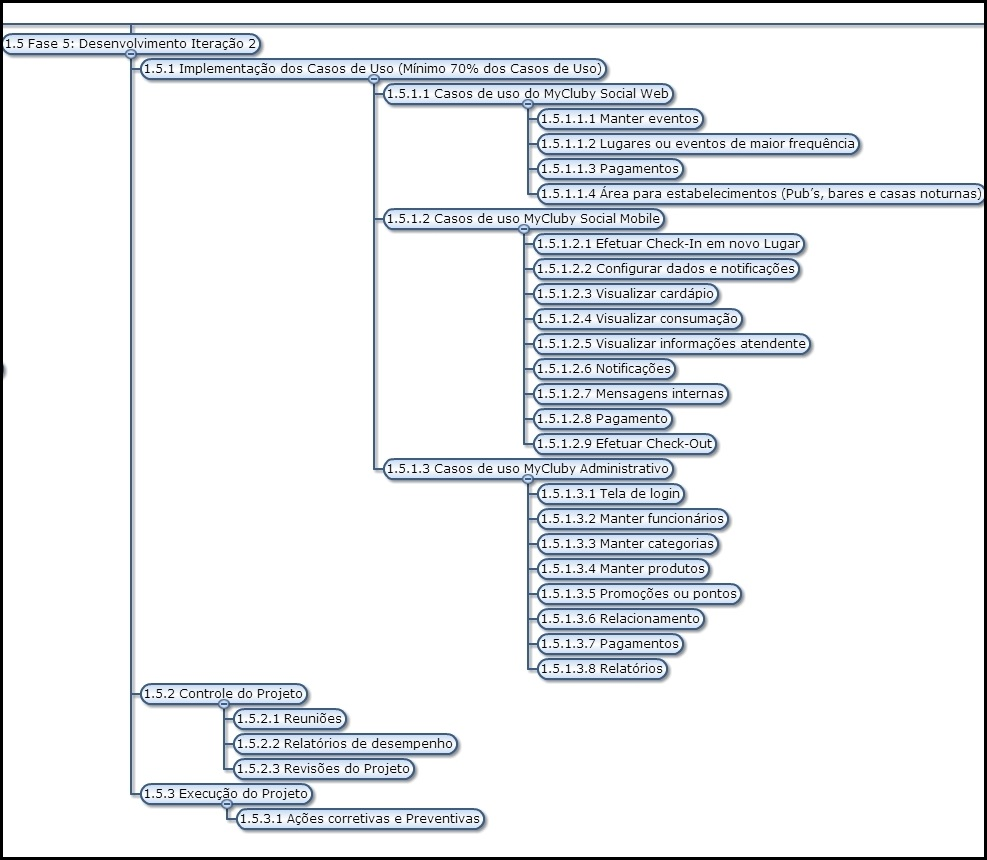 1.5 Fase 5: Desenvolvimento Iteração 2
1.5.1 Implementação dos Casos de Uso (Mínimo 70% dos Casos de Uso)
1.5.1.1 Casos de uso do MyCluby Social Web
1.5.1.1.1 Manter eventos
1.5.1.1.2 Lugares ou eventos de maior frequência
1.5.1.1.3 Pagamentos
1.5.1.1.4 Área para estabelecimentos (Pub’s, bares e casas noturnas)
1.5.1.2 Casos de uso MyCluby Social Mobile
1.5.1.2.1 Efetuar Check-In em novo Lugar
1.5.1.2.2 Configurar dados e notificações
1.5.1.2.3 Visualizar cardápio
1.5.1.2.4 Visualizar consumação
1.5.1.2.5 Visualizar informações atendente
1.5.1.2.6 Notificações
1.5.1.2.7 Mensagens internas
1.5.1.2.8 Pagamento
1.5.1.2.9 Efetuar Check-Out
1.5.1.3 Casos de uso MyCluby Administrativo
1.5.1.3.1 Tela de login
1.5.1.3.2 Manter funcionários
1.5.1.3.3 Manter categorias
1.5.1.3.4 Manter produtos
1.5.1.3.5 Promoções ou pontos
1.5.1.3.6 Relacionamento
1.5.1.3.7 Pagamentos
1.5.1.3.8 Relatórios
1.5.2 Controle do Projeto
1.5.2.1 Reuniões
1.5.2.2 Relatórios de desempenho
1.5.2.3 Revisões do Projeto
1.5.3 Execução do Projeto
1.5.3.1 Ações corretivas e Preventivas